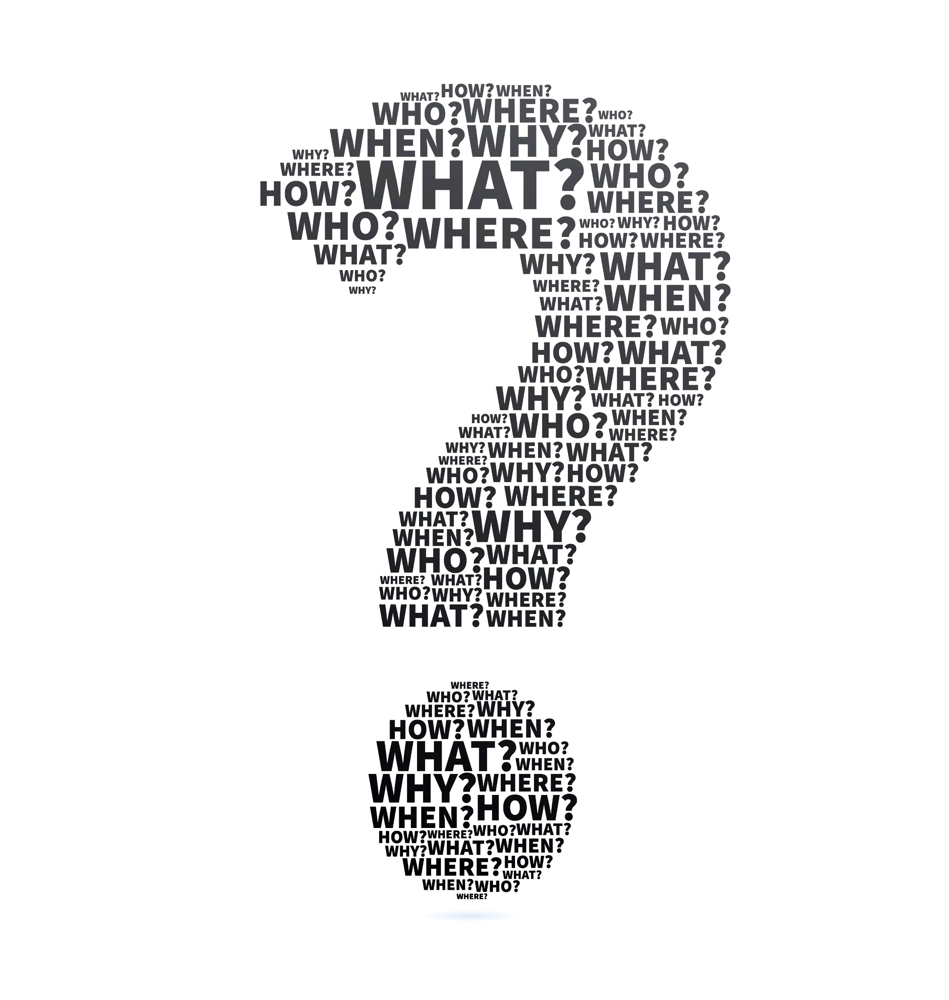 WHAT? HOW? WHEN?
WHO? WHERE? WHO?
WHEN? WHY? WHAT?
WHY? HOW?
WHERE? WHAT? WHO?
HOW? WHERE?
WHO? WHERE? WHO? WHY? HOW?
HOW? WHERE?
WHAT? WHY? WHAT?
WHO?
WHERE? WHEN?
WHY?
WHAT?
WHERE? WHO?
HOW? WHAT?
WHO? WHERE?
WHY? WHAT? HOW?
HOW? WHO? WHEN?
WHAT? WHERE?
WHY? WHEN? WHAT?
WHERE?
WHO? WHY? HOW?
HOW? WHERE?
WHAT? WHY?
WHEN?
WHO? WHAT?
WHERE? WHAT? HOW?
WHO? WHY? WHERE?
WHAT? WHEN?
WHERE?
WHO? WHAT?
WHERE? WHY?
HOW? WHEN?
WHAT? WHO?
WHEN?
WHY? WHERE?
WHEN? HOW?
HOW? WHERE? WHO? WHAT?
WHY? WHAT? WHEN?
WHERE? HOW?
WHAT?
WHEN? WHO?
WHERE?